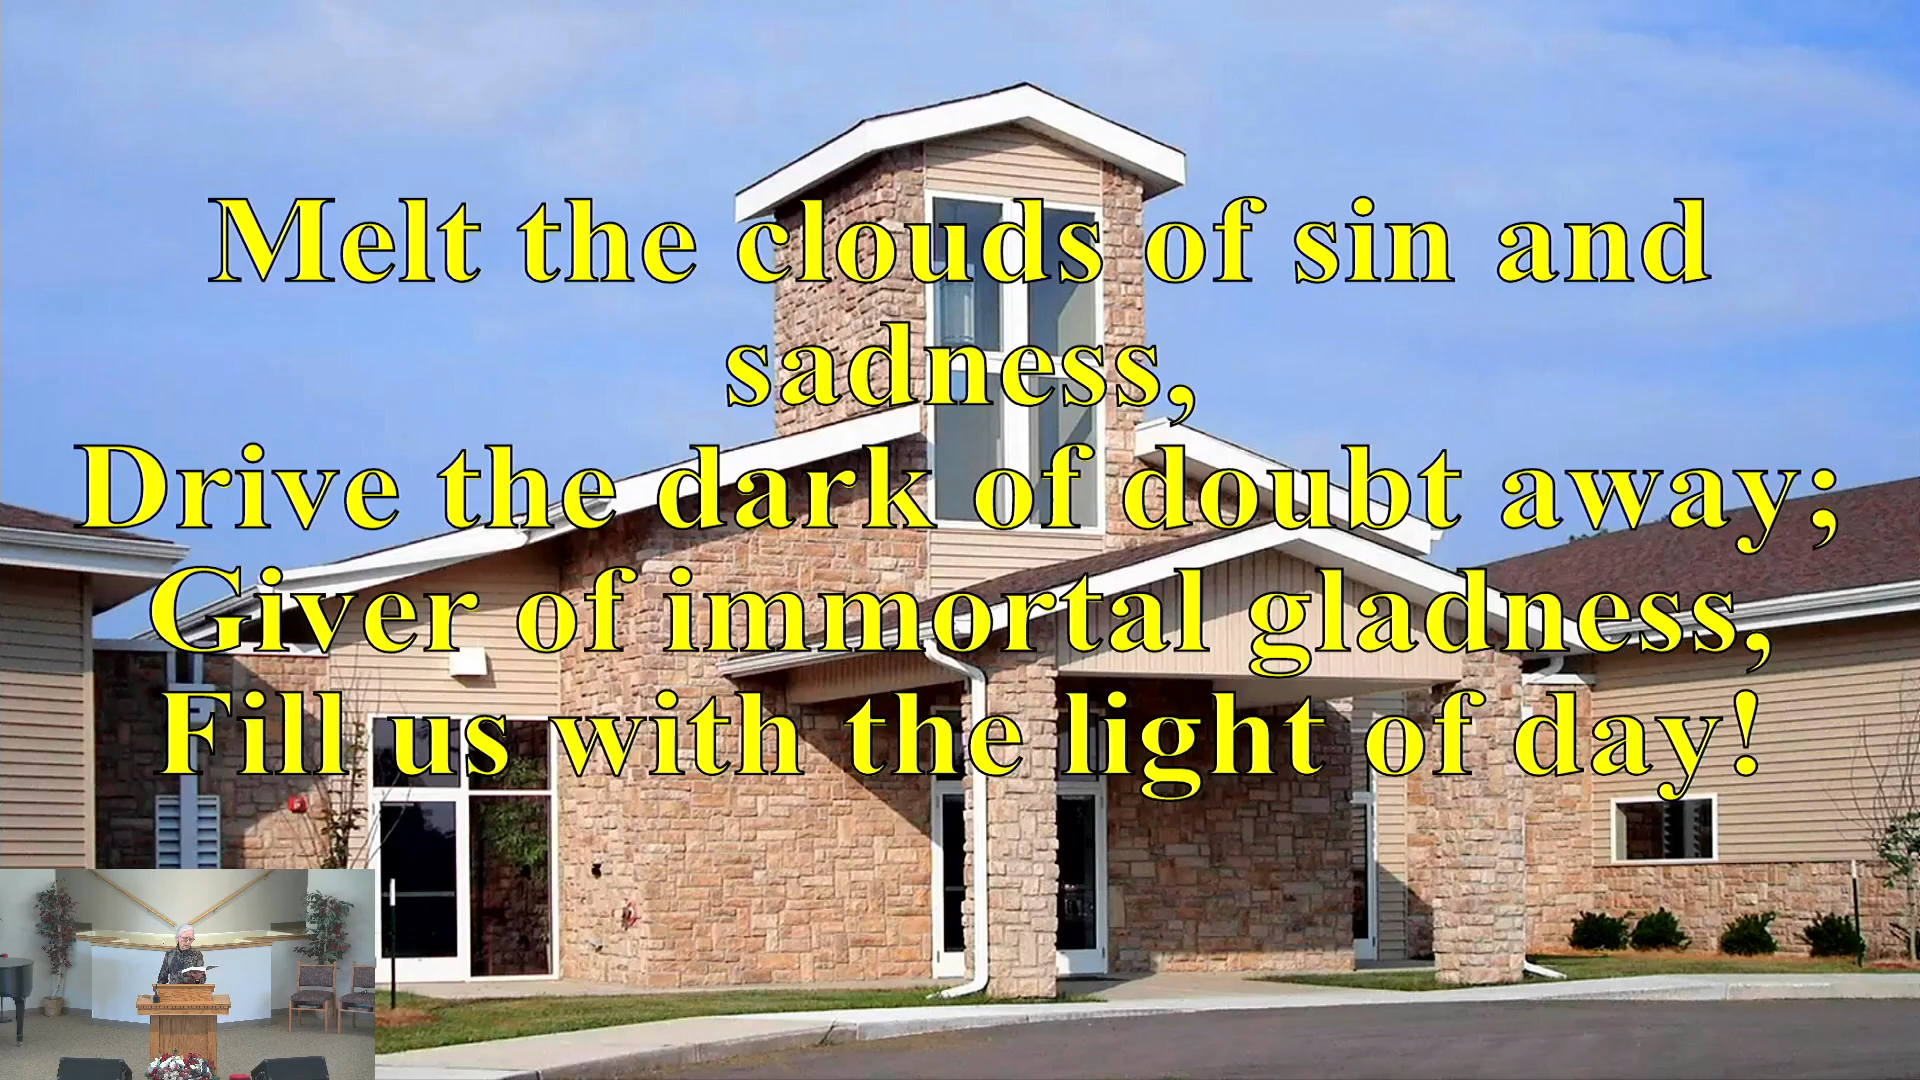 Melt the clouds of sin and
sadness,
Drive the dark of doubt away;
Giver of immortal gladness,
Fill us with the light of day!